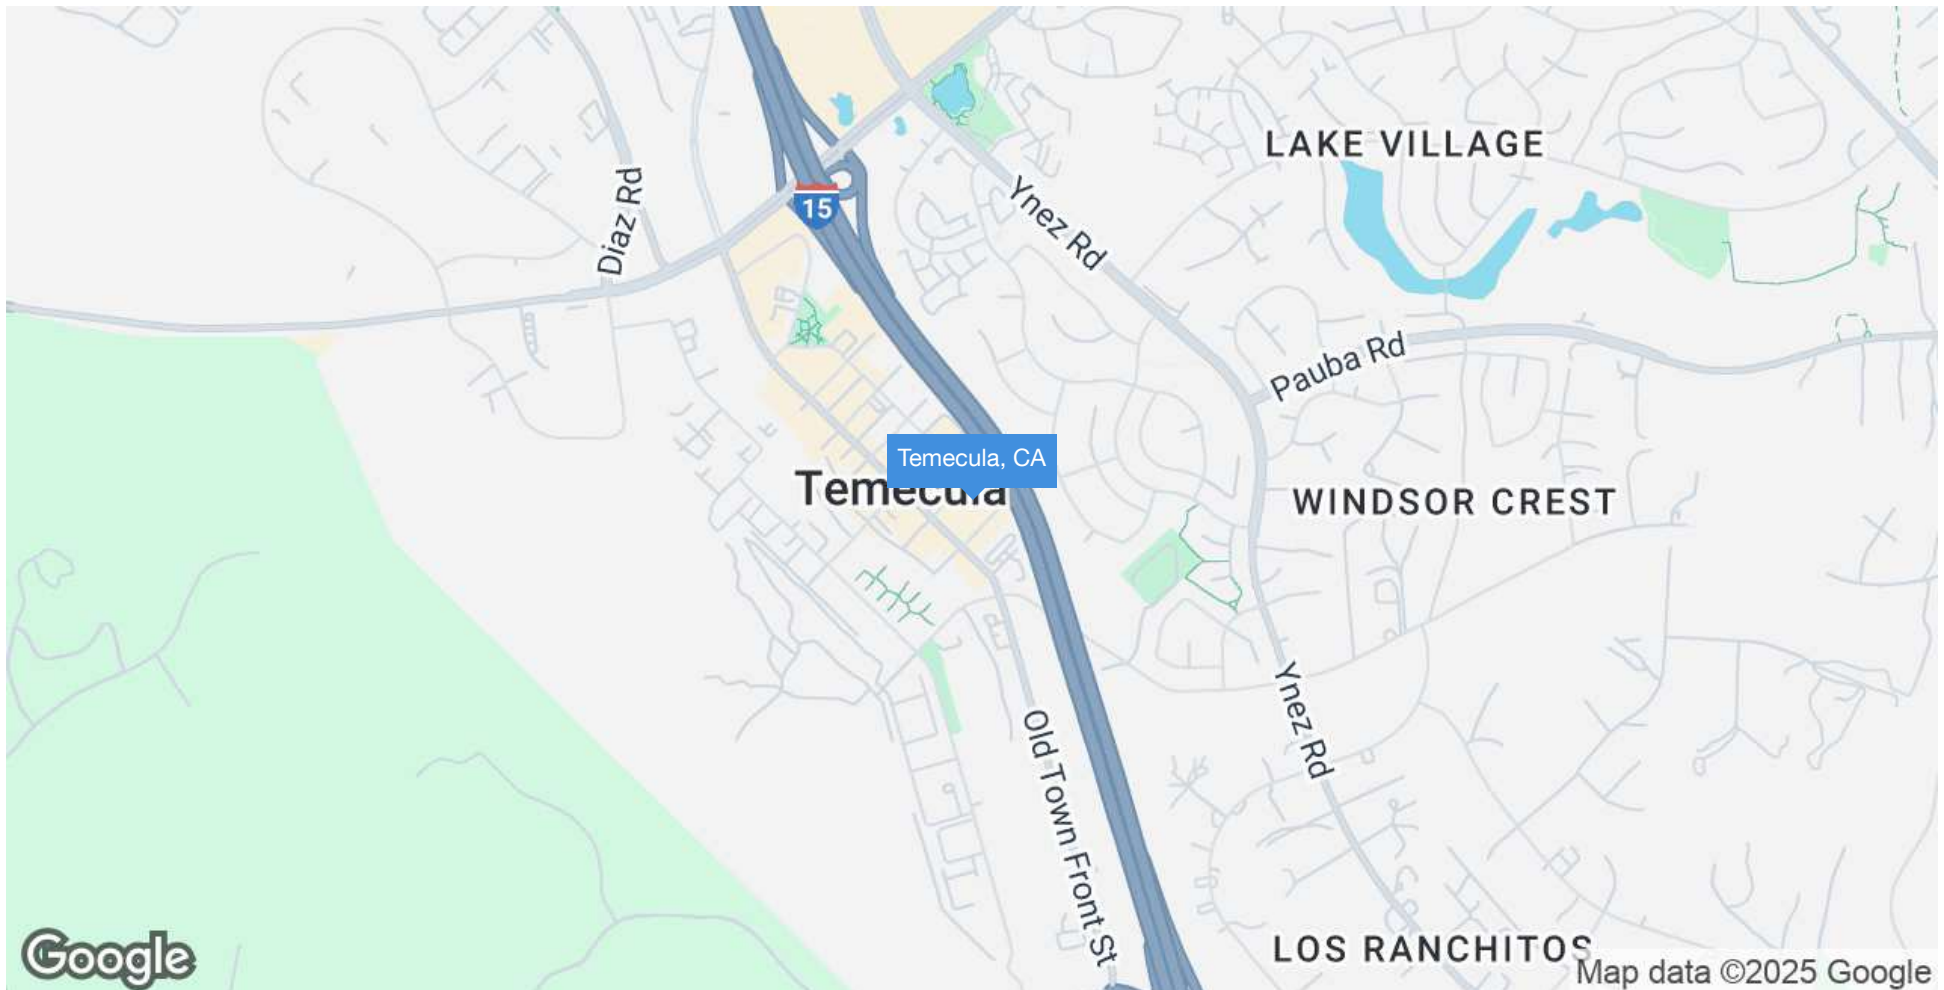 LAKE VILLAGE
Diaz Rd
15
Ynez Rd
Pauba Rd
Temecula, CA
Temecula
WINDSOR CREST
Ynez Rd
Old Town Front St
LOS RANCHITOS
Google
Map data ©2025 Google